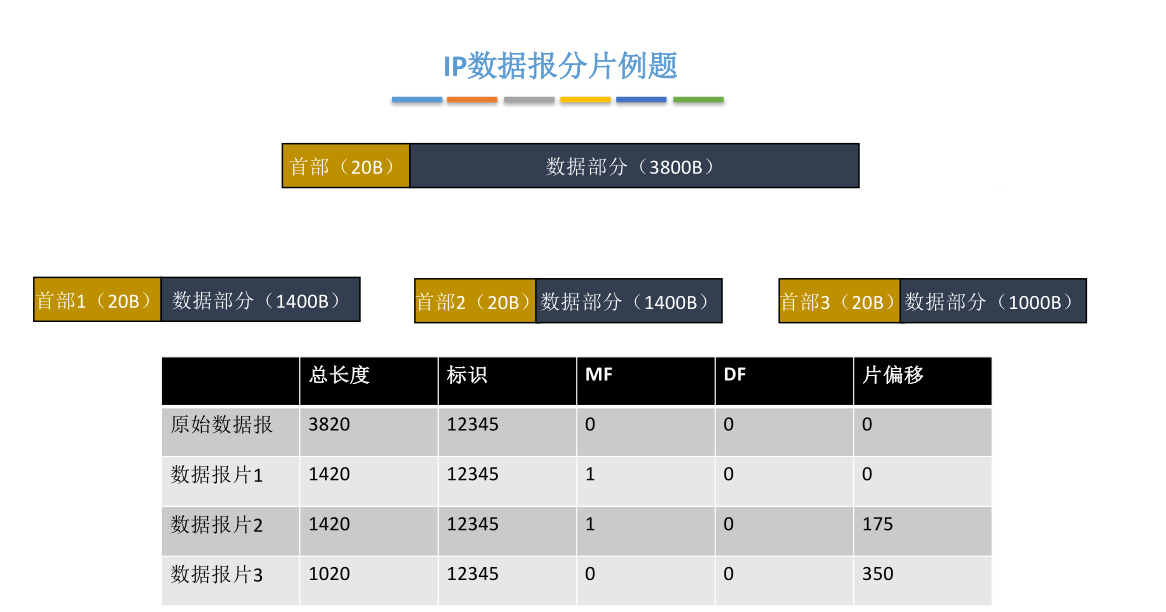 IP数据报分片例题
首部（20B） 数据部分（3800B）
首部1（20B） 数据部分（1400B） 首部2（20B） 数据部分（1400B） 首部3（20B） 数据部分（1000B）
总长度 标识 MF DF 片偏移
原始数据报 3820 12345 0 0 0
数据报片1 1420 12345 1 0 0
数据报片2 1420 12345 1 0 175
数据报片3 1020 12345 0 0 350